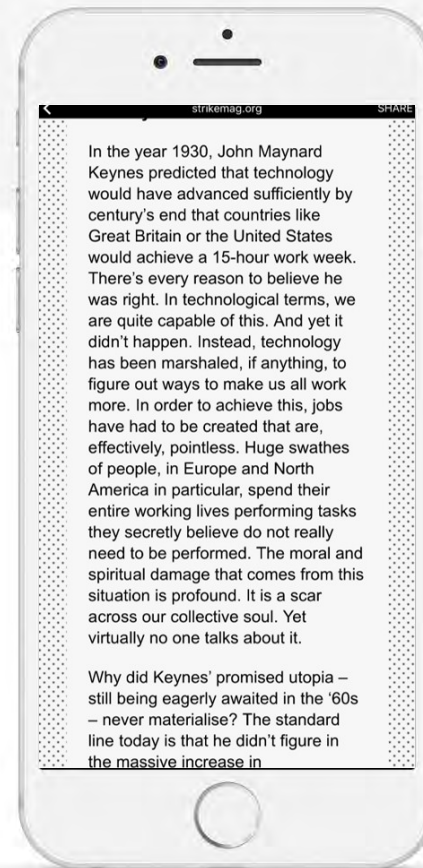 strikemag.org
SHARE
In the year 1930, John Maynard
Keynes predicted that technology
would have advanced sufficiently by
century’s end that countries like
Great Britain or the United States
would achieve a 15-hour work week.
There’s every reason to believe he
was right. In technological terms, we
are quite capable of this. And yet it
didn’t happen. Instead, technology
has been marshaled, if anything, to
figure out ways to make us all work
more. In order to achieve this, jobs
have had to be created that are,
effectively, pointless. Huge swathes
of people, in Europe and North
America in particular, spend their
entire working lives performing tasks
they secretly believe do not really
need to be performed. The moral and
spiritual damage that comes from this
situation is profound. It is a scar
across our collective soul. Yet
virtually no one talks about it.
Why did Keynes’ promised utopia –
still being eagerly awaited in the ‘60s
– never materialise? The standard
line today is that he didn’t figure in
the massive increase in